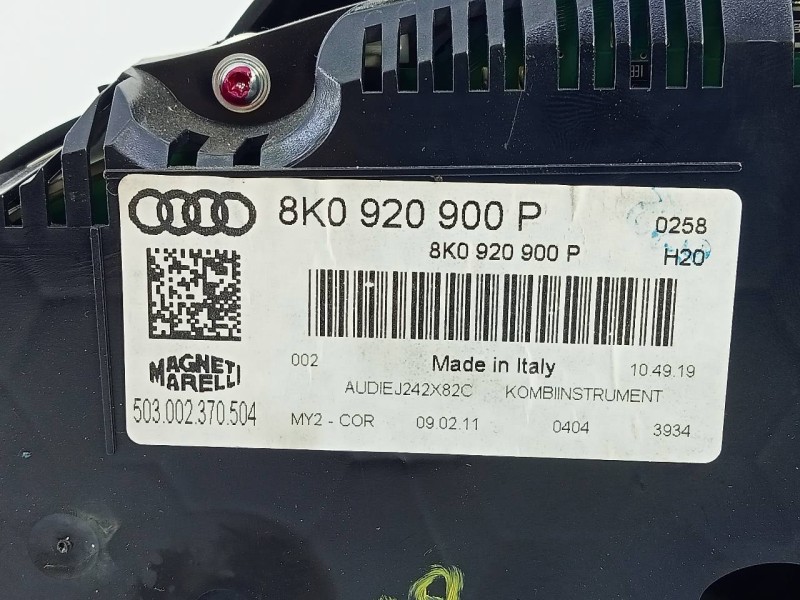 8K0 920 900 P 0258
8K0 920 900 P H20
002 Made in Italy 10.49.19
MAGNETI
MARELLI
AUDIEJ242X82C KOMBIINSTRUMENT
503.002.370.504
MY2 - COR 09.02.11 0404 3934